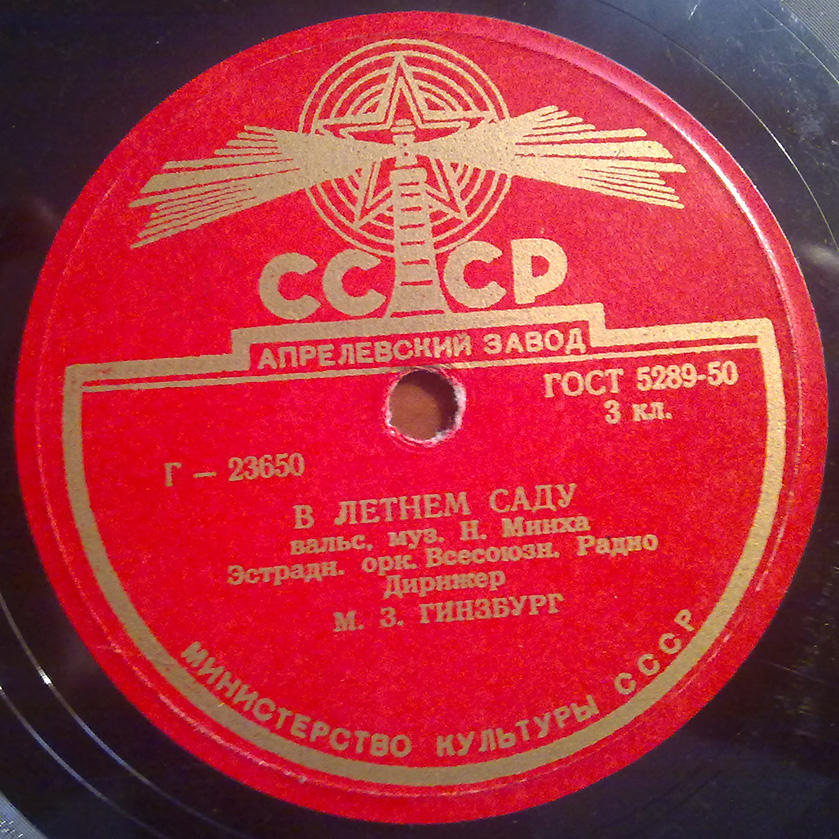 СССР
АПРЕЛЕВСКИЙ ЗАВОД
ГОСТ 5289-50
3 кл.
Г — 23650
В ЛЕТНЕМ САДУ
вальс, муз. Н. Минха
Эстрадн. орк. Всесоюзн. Радио
Дирижер
М. З. ГИНЗБУРГ
МИНИСТЕРСТВО КУЛЬТУРЫ СССР